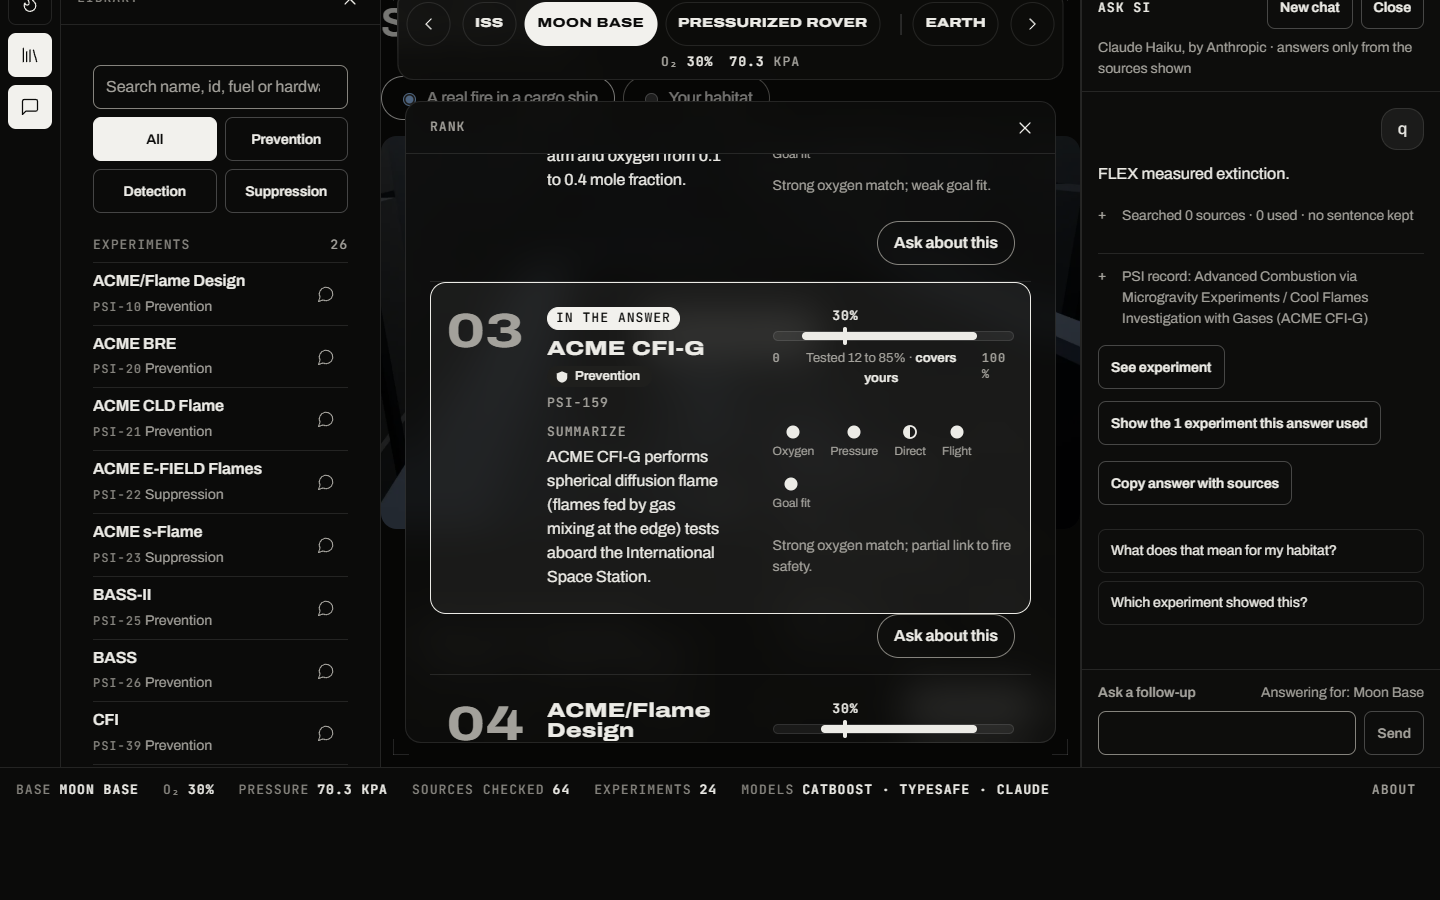 ISS
MOON BASE
PRESSURIZED ROVER
EARTH
O₂ 30% 70.3 KPA
A real fire in a cargo ship
Your habitat
Search name, id, fuel or hardwa
All
Prevention
Detection
Suppression
EXPERIMENTS 26
ACME/Flame Design
PSI-10 Prevention
ACME BRE
PSI-20 Prevention
ACME CLD Flame
PSI-21 Prevention
ACME E-FIELD Flames
PSI-22 Suppression
ACME s-Flame
PSI-23 Suppression
BASS-II
PSI-25 Prevention
BASS
PSI-26 Prevention
CFI
PSI-39 Prevention
RANK
atm and oxygen from 0.1
to 0.4 mole fraction.
Goal fit
Strong oxygen match; weak goal fit.
Ask about this
03
IN THE ANSWER
ACME CFI-G
Prevention
PSI-159
SUMMARIZE
ACME CFI-G performs
spherical diffusion flame
(flames fed by gas
mixing at the edge) tests
aboard the International
Space Station.
30%
0 Tested 12 to 85% · covers 100
yours %
Oxygen Pressure Direct Flight
Goal fit
Strong oxygen match; partial link to fire
safety.
Ask about this
04
ACME/Flame
Design
30%
ASK SI
New chat
Close
Claude Haiku, by Anthropic · answers only from the
sources shown
q
FLEX measured extinction.
+ Searched 0 sources · 0 used · no sentence kept
+ PSI record: Advanced Combustion via
Microgravity Experiments / Cool Flames
Investigation with Gases (ACME CFI-G)
See experiment
Show the 1 experiment this answer used
Copy answer with sources
What does that mean for my habitat?
Which experiment showed this?
Ask a follow-up Answering for: Moon Base
Send
BASE MOON BASE O₂ 30% PRESSURE 70.3 KPA SOURCES CHECKED 64 EXPERIMENTS 24 MODELS CATBOOST · TYPESAFE · CLAUDE ABOUT